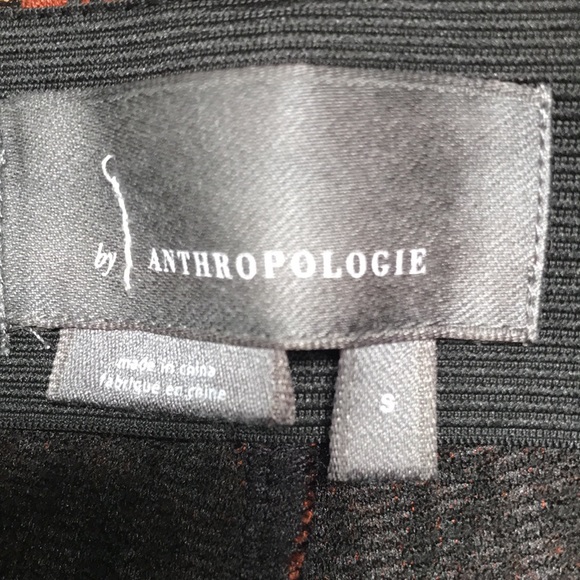 by ANTHROPOLOGIE
made in china
fabriqué en chine
S